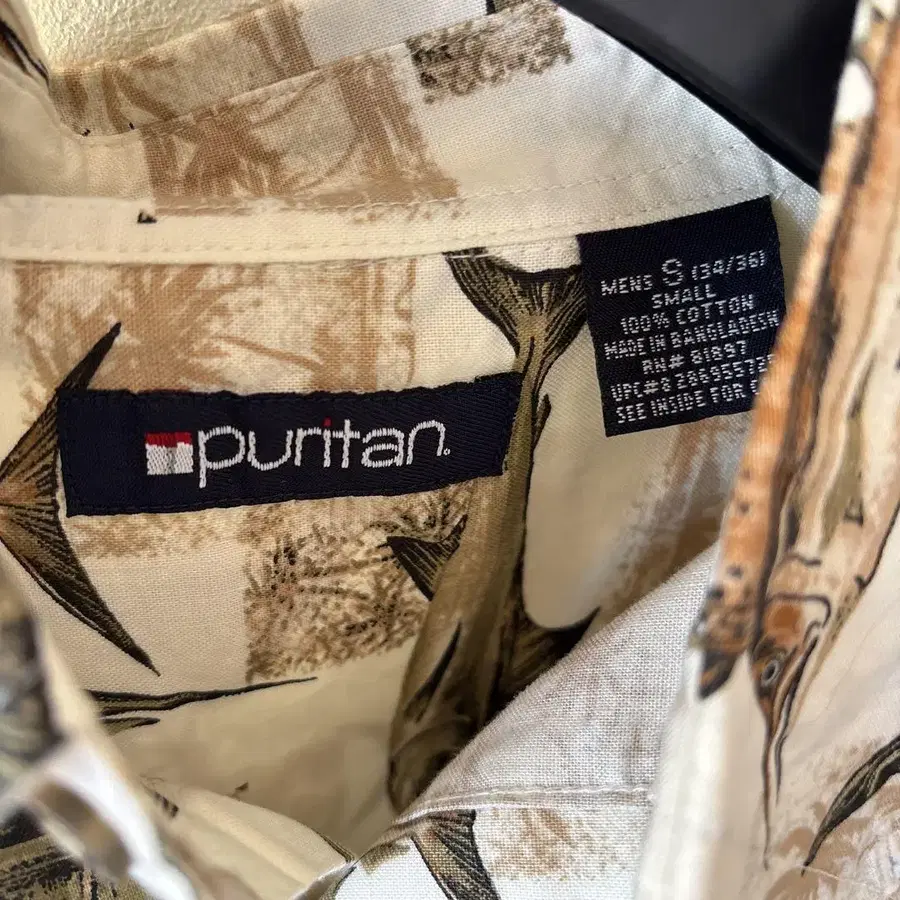 puritan
MENS S (34/36)
SMALL
100% COTTON
MADE IN BANGLADESH
RN# 81897
SEE INSIDE FOR